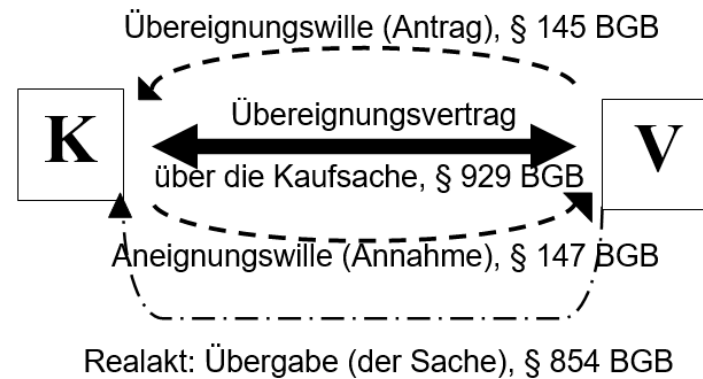 Übereignungswille (Antrag), § 145 BGB
K
Übereignungsvertrag
V
über die Kaufsache, § 929 BGB
Aneignungswille (Annahme), § 147 BGB
Realakt: Übergabe (der Sache), § 854 BGB